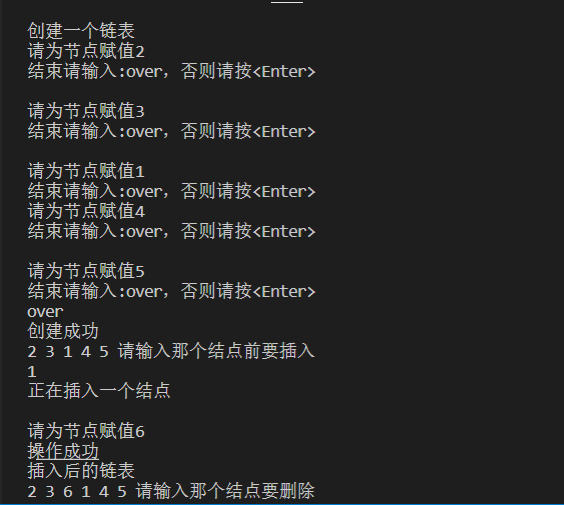 创建一个链表
请为节点赋值2
结束请输入:over，否则请按<Enter>
请为节点赋值3
结束请输入:over，否则请按<Enter>
请为节点赋值1
结束请输入:over，否则请按<Enter>
请为节点赋值4
结束请输入:over，否则请按<Enter>
请为节点赋值5
结束请输入:over，否则请按<Enter>
over
创建成功
2 3 1 4 5 请输入那个结点前要插入
1
正在插入一个结点
请为节点赋值6
操作成功
插入后的链表
2 3 6 1 4 5 请输入那个结点要删除